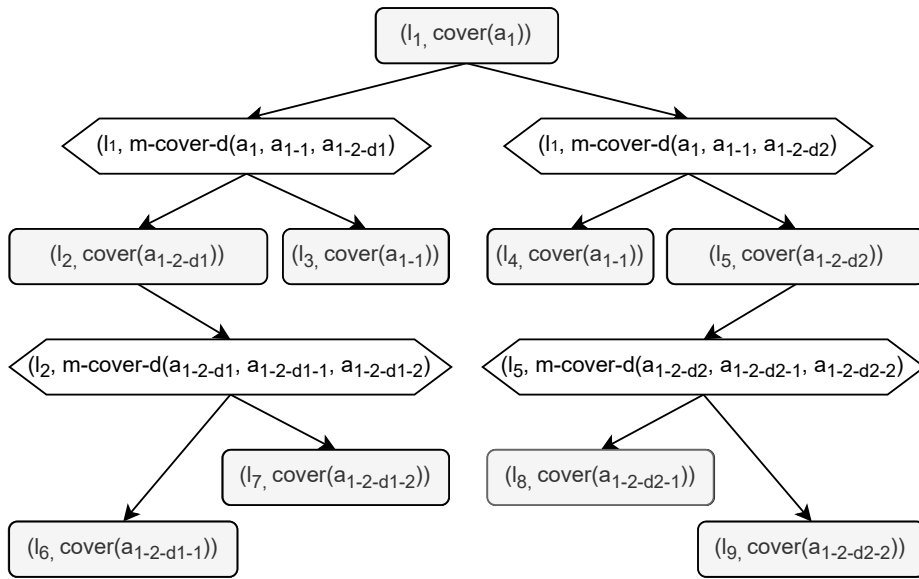 (l₁, cover(a₁))
(l₁, m-cover-d(a₁, a₁₋₁, a₁₋₂₋d₁)
(l₁, m-cover-d(a₁, a₁₋₁, a₁₋₂₋d₂)
(l₂, cover(a₁₋₂₋d₁))
(l₃, cover(a₁₋₁))
(l₄, cover(a₁₋₁))
(l₅, cover(a₁₋₂₋d₂))
(l₂, m-cover-d(a₁₋₂₋d₁, a₁₋₂₋d₁₋₁, a₁₋₂₋d₁₋₂)
(l₅, m-cover-d(a₁₋₂₋d₂, a₁₋₂₋d₂₋₁, a₁₋₂₋d₂₋₂)
(l₇, cover(a₁₋₂₋d₁₋₂))
(l₈, cover(a₁₋₂₋d₂₋₁))
(l₆, cover(a₁₋₂₋d₁₋₁))
(l₉, cover(a₁₋₂₋d₂₋₂))